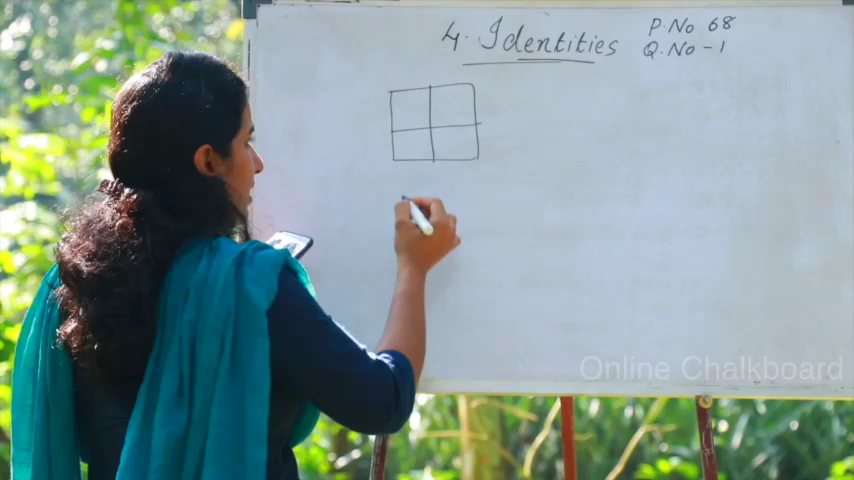 4. Identities
P.No 68
Q.No - 1
Online Chalkboard